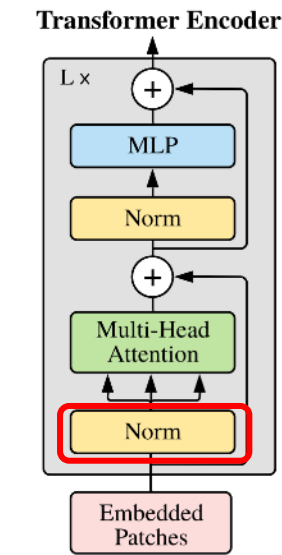 Transformer Encoder
L ×
+
MLP
Norm
+
Multi-Head
Attention
Norm
Embedded
Patches